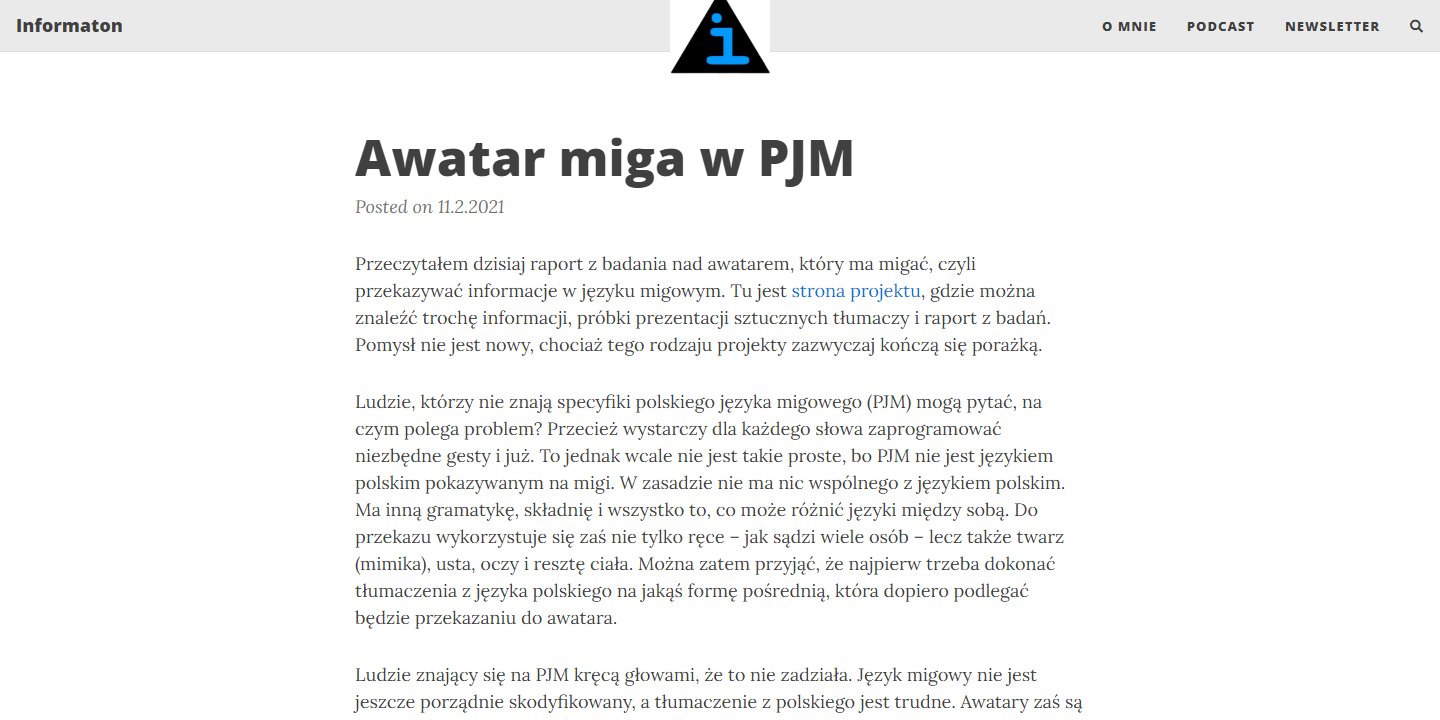 Informaton
i
O MNIE
PODCAST
NEWSLETTER
Awatar miga w PJM
Posted on 11.2.2021
Przeczytałem dzisiaj raport z badania nad awatarem, który ma migać, czyli
przekazywać informacje w języku migowym. Tu jest strona projektu, gdzie można
znaleźć trochę informacji, próbki prezentacji sztucznych tłumaczy i raport z badań.
Pomysł nie jest nowy, chociaż tego rodzaju projekty zazwyczaj kończą się porażką.
Ludzie, którzy nie znają specyfiki polskiego języka migowego (PJM) mogą pytać, na
czym polega problem? Przecież wystarczy dla każdego słowa zaprogramować
niezbędne gesty i już. To jednak wcale nie jest takie proste, bo PJM nie jest językiem
polskim pokazywanym na migi. W zasadzie nie ma nic wspólnego z językiem polskim.
Ma inną gramatykę, składnię i wszystko to, co może różnić języki między sobą. Do
przekazu wykorzystuje się zaś nie tylko ręce – jak sądzi wiele osób – lecz także twarz
(mimika), usta, oczy i resztę ciała. Można zatem przyjąć, że najpierw trzeba dokonać
tłumaczenia z języka polskiego na jakąś formę pośrednią, która dopiero podlegać
będzie przekazaniu do awatara.
Ludzie znający się na PJM kręcą głowami, że to nie zadziała. Język migowy nie jest
jeszcze porządnie skodyfikowany, a tłumaczenie z polskiego jest trudne. Awatary zaś są